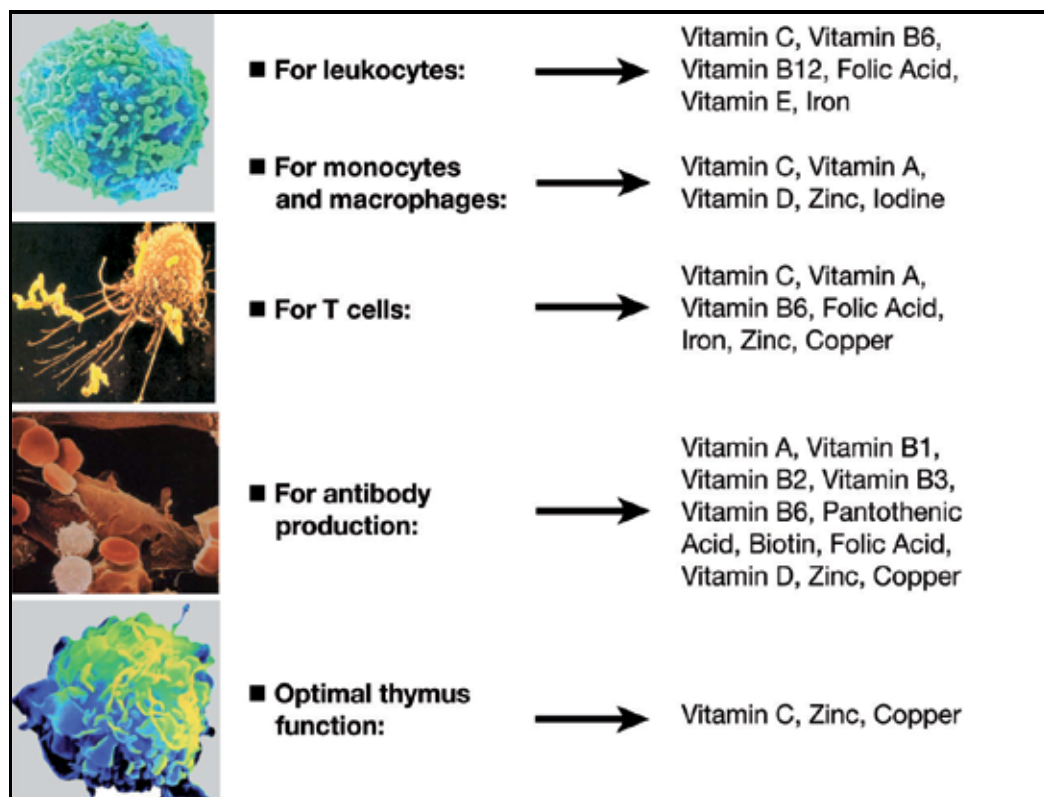 ■ For leukocytes:
Vitamin C, Vitamin B6,
Vitamin B12, Folic Acid,
Vitamin E, Iron
■ For monocytes
and macrophages:
Vitamin C, Vitamin A,
Vitamin D, Zinc, Iodine
■ For T cells:
Vitamin C, Vitamin A,
Vitamin B6, Folic Acid,
Iron, Zinc, Copper
■ For antibody
production:
Vitamin A, Vitamin B1,
Vitamin B2, Vitamin B3,
Vitamin B6, Pantothenic
Acid, Biotin, Folic Acid,
Vitamin D, Zinc, Copper
■ Optimal thymus
function:
Vitamin C, Zinc, Copper